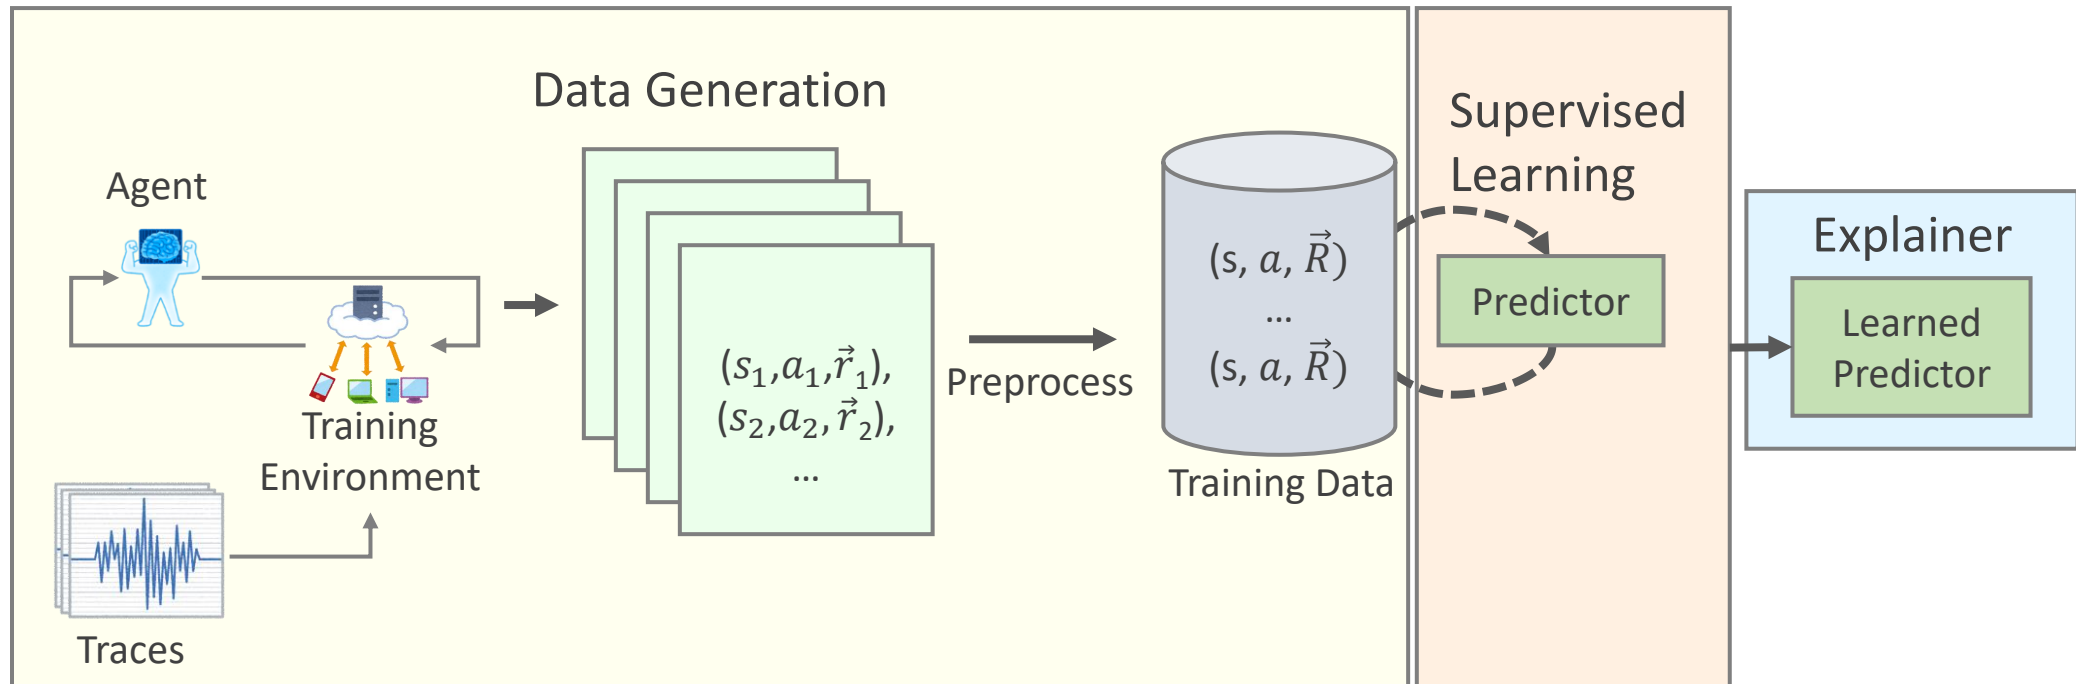 Data Generation
Agent
Training
Environment
Traces
(s₁,a₁,r⃗₁),
(s₂,a₂,r⃗₂),
...
Preprocess
(s, a, R⃗)
...
(s, a, R⃗)
Training Data
Supervised
Learning
Predictor
Explainer
Learned
Predictor